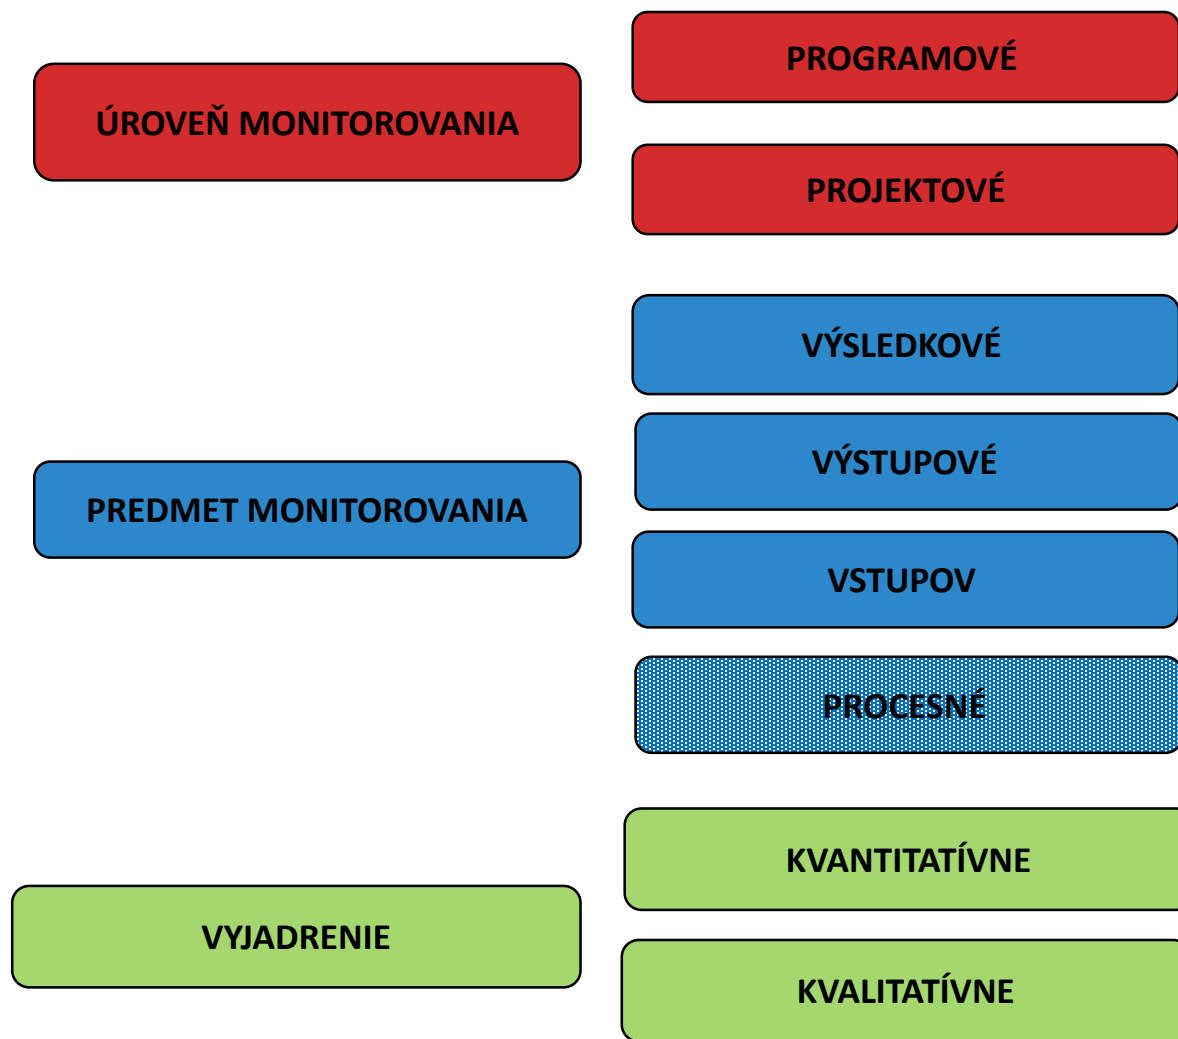 ÚROVEŇ MONITOROVANIA
PROGRAMOVÉ
PROJEKTOVÉ
PREDMET MONITOROVANIA
VÝSLEDKOVÉ
VÝSTUPOVÉ
VSTUPOV
PROCESNÉ
VYJADRENIE
KVANTITATÍVNE
KVALITATÍVNE